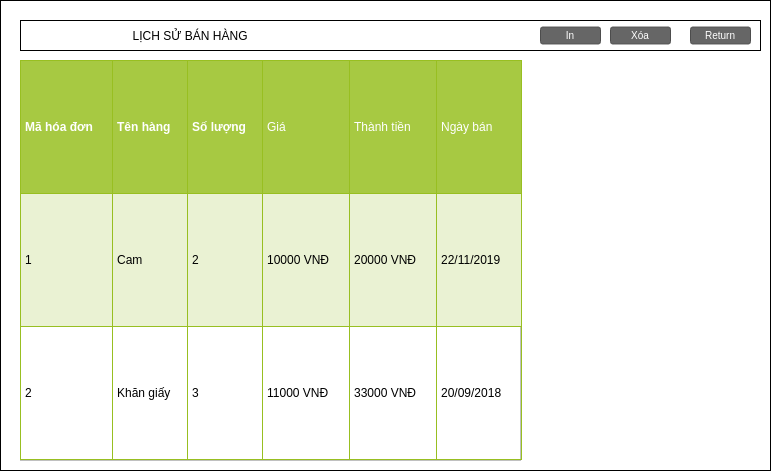 LỊCH SỬ BÁN HÀNG In Xóa Return
Mã hóa đơn Tên hàng Số lượng Giá Thành tiền Ngày bán
1 Cam 2 10000 VNĐ 20000 VNĐ 22/11/2019
2 Khăn giấy 3 11000 VNĐ 33000 VNĐ 20/09/2018